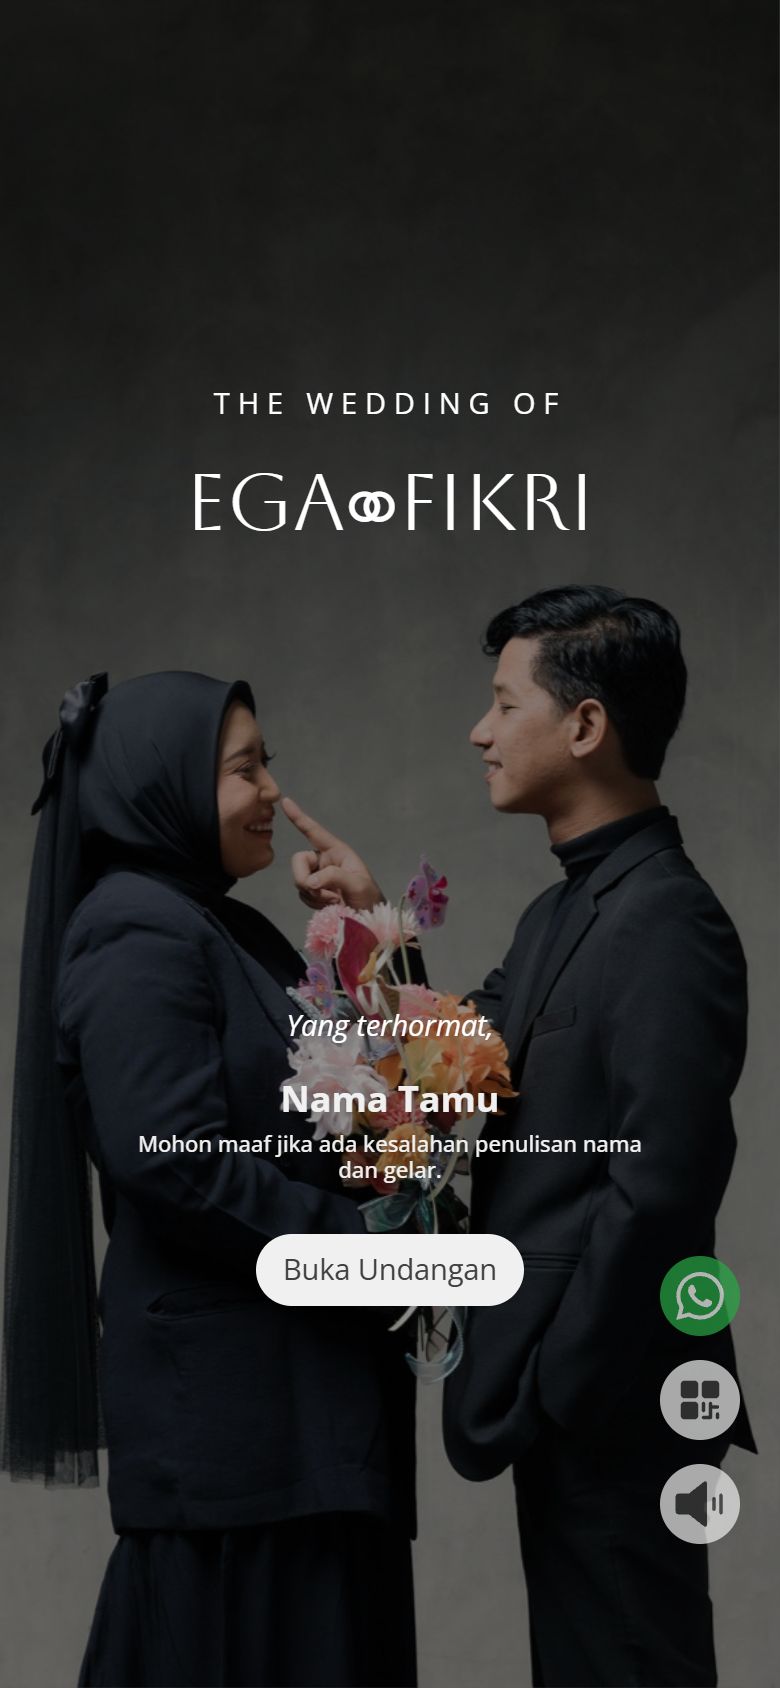 THE WEDDING OF
EGA FIKRI
Yang terhormat,
Nama Tamu
Mohon maaf jika ada kesalahan penulisan nama
dan gelar.
Buka Undangan